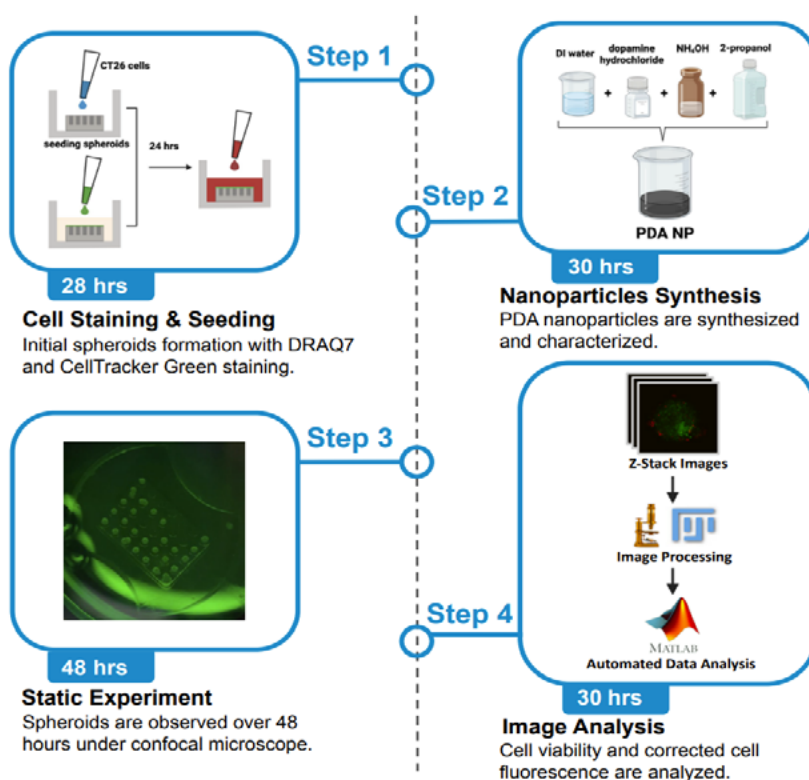 Step 1
CT26 cells
seeding spheroids
24 hrs
28 hrs
Cell Staining & Seeding
Initial spheroids formation with DRAQ7
and CellTracker Green staining.
Step 2
DI water
dopamine
hydrochloride
NH₄OH
2-propanol
+
+
+
PDA NP
30 hrs
Nanoparticles Synthesis
PDA nanoparticles are synthesized
and characterized.
Step 3
48 hrs
Static Experiment
Spheroids are observed over 48
hours under confocal microscope.
Step 4
Z-Stack Images
Image Processing
MATLAB
Automated Data Analysis
30 hrs
Image Analysis
Cell viability and corrected cell
fluorescence are analyzed.